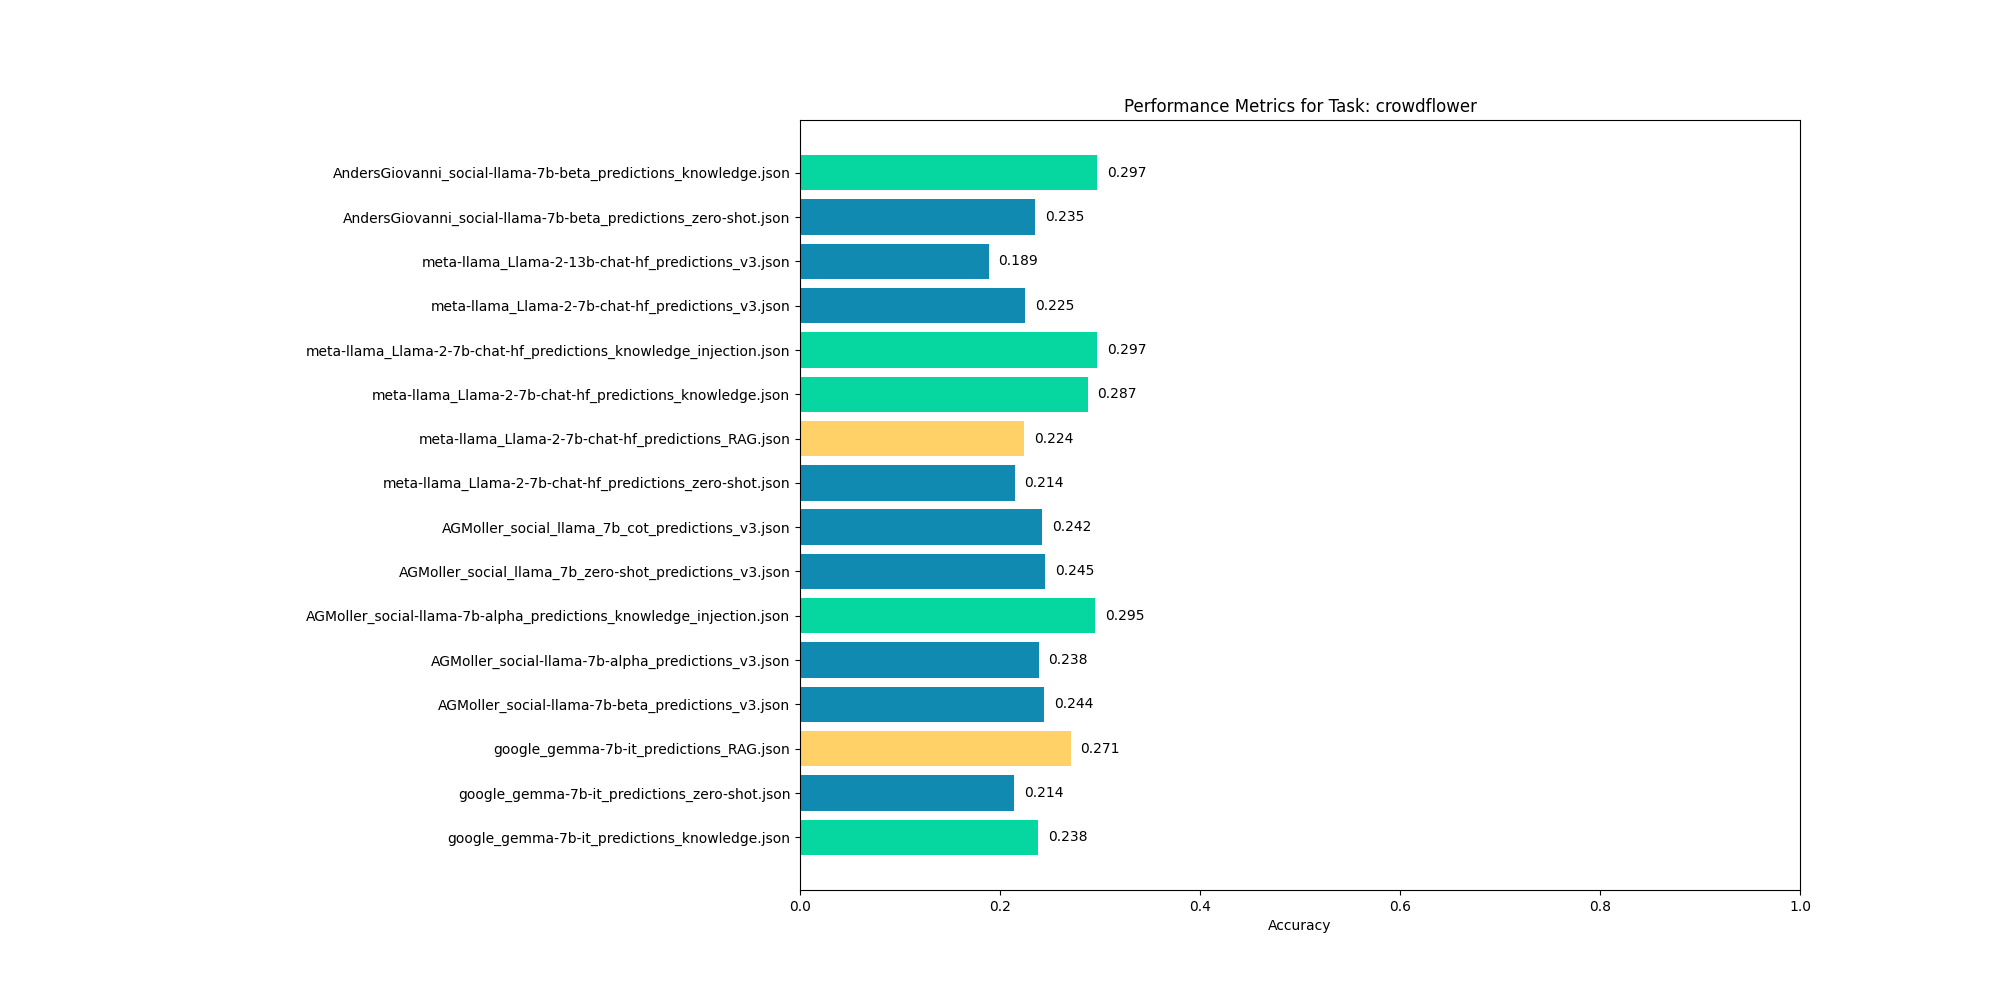 Performance Metrics for Task: crowdflower
AndersGiovanni_social-llama-7b-beta_predictions_knowledge.json 0.297
AndersGiovanni_social-llama-7b-beta_predictions_zero-shot.json 0.235
meta-llama_Llama-2-13b-chat-hf_predictions_v3.json 0.189
meta-llama_Llama-2-7b-chat-hf_predictions_v3.json 0.225
meta-llama_Llama-2-7b-chat-hf_predictions_knowledge_injection.json 0.297
meta-llama_Llama-2-7b-chat-hf_predictions_knowledge.json 0.287
meta-llama_Llama-2-7b-chat-hf_predictions_RAG.json 0.224
meta-llama_Llama-2-7b-chat-hf_predictions_zero-shot.json 0.214
AGMoller_social_llama_7b_cot_predictions_v3.json 0.242
AGMoller_social_llama_7b_zero-shot_predictions_v3.json 0.245
AGMoller_social-llama-7b-alpha_predictions_knowledge_injection.json 0.295
AGMoller_social-llama-7b-alpha_predictions_v3.json 0.238
AGMoller_social-llama-7b-beta_predictions_v3.json 0.244
google_gemma-7b-it_predictions_RAG.json 0.271
google_gemma-7b-it_predictions_zero-shot.json 0.214
google_gemma-7b-it_predictions_knowledge.json 0.238
0.0 0.2 0.4 0.6 0.8 1.0
Accuracy